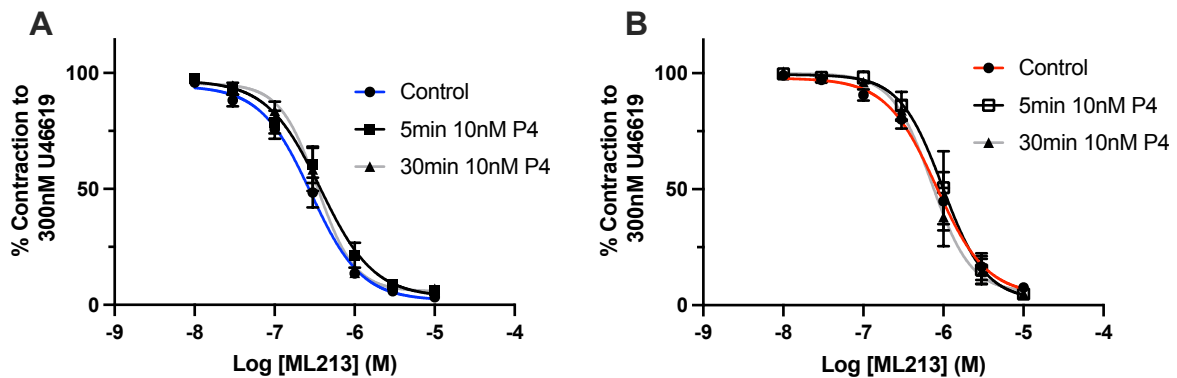 A
% Contraction to
300nM U46619
100
50
0
-9
-8
-7
-6
-5
-4
Log [ML213] (M)
Control
5min 10nM P4
30min 10nM P4
B
% Contraction to
300nM U46619
100
50
0
-9
-8
-7
-6
-5
-4
Log [ML213] (M)
Control
5min 10nM P4
30min 10nM P4